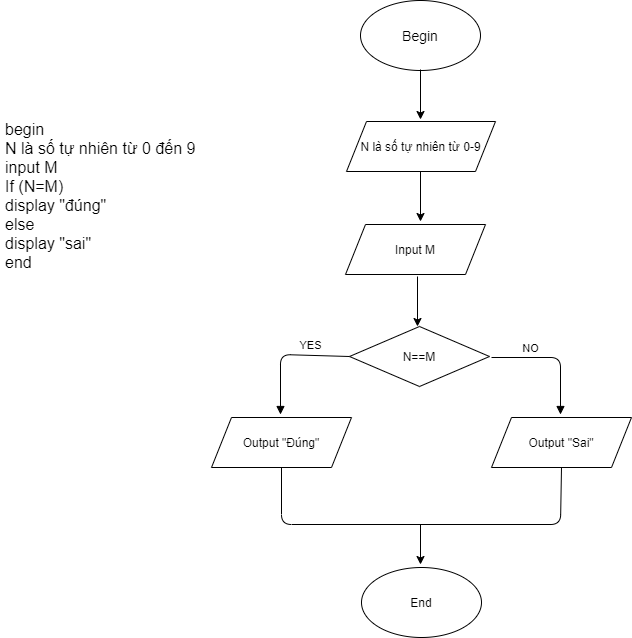 begin
N là số tự nhiên từ 0 đến 9
input M
If (N=M)
display "đúng"
else
display "sai"
end
Begin
N là số tự nhiên từ 0-9
Input M
N==M
YES
NO
Output "Đúng"
Output "Sai"
End